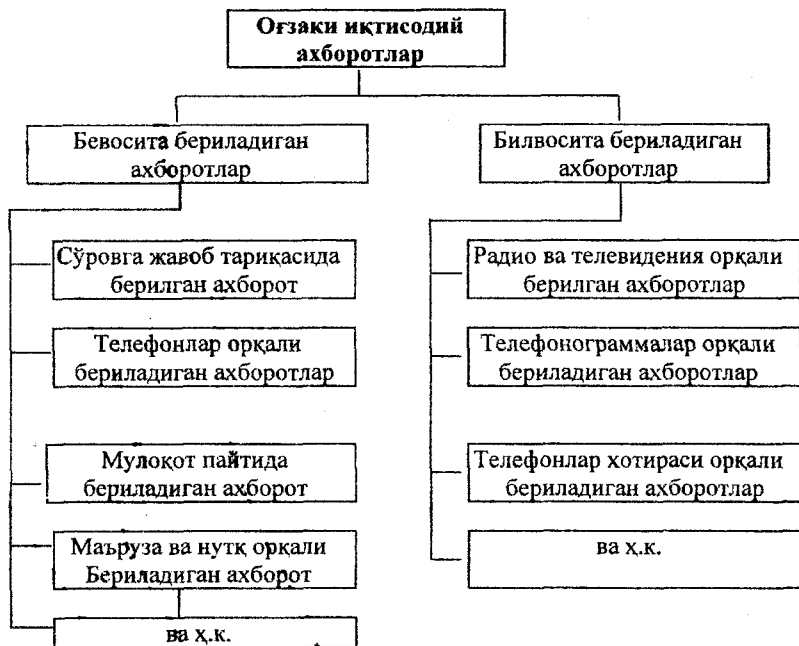 Оғзаки иқтисодий
ахборотлар
Бевосита бериладиган
ахборотлар
Билвосита бериладиган
ахборотлар
Сўровга жавоб тариқасида
берилган ахборот
Телефонлар орқали
бериладиган ахборотлар
Мулоқот пайтида
бериладиган ахборот
Маъруза ва нутқ орқали
Бериладиган ахборот
ва ҳ.к.
Радио ва телевидения орқали
берилган ахборотлар
Телефонограммалар орқали
бериладиган ахборотлар
Телефонлар хотираси орқали
бериладиган ахборотлар
ва ҳ.к.